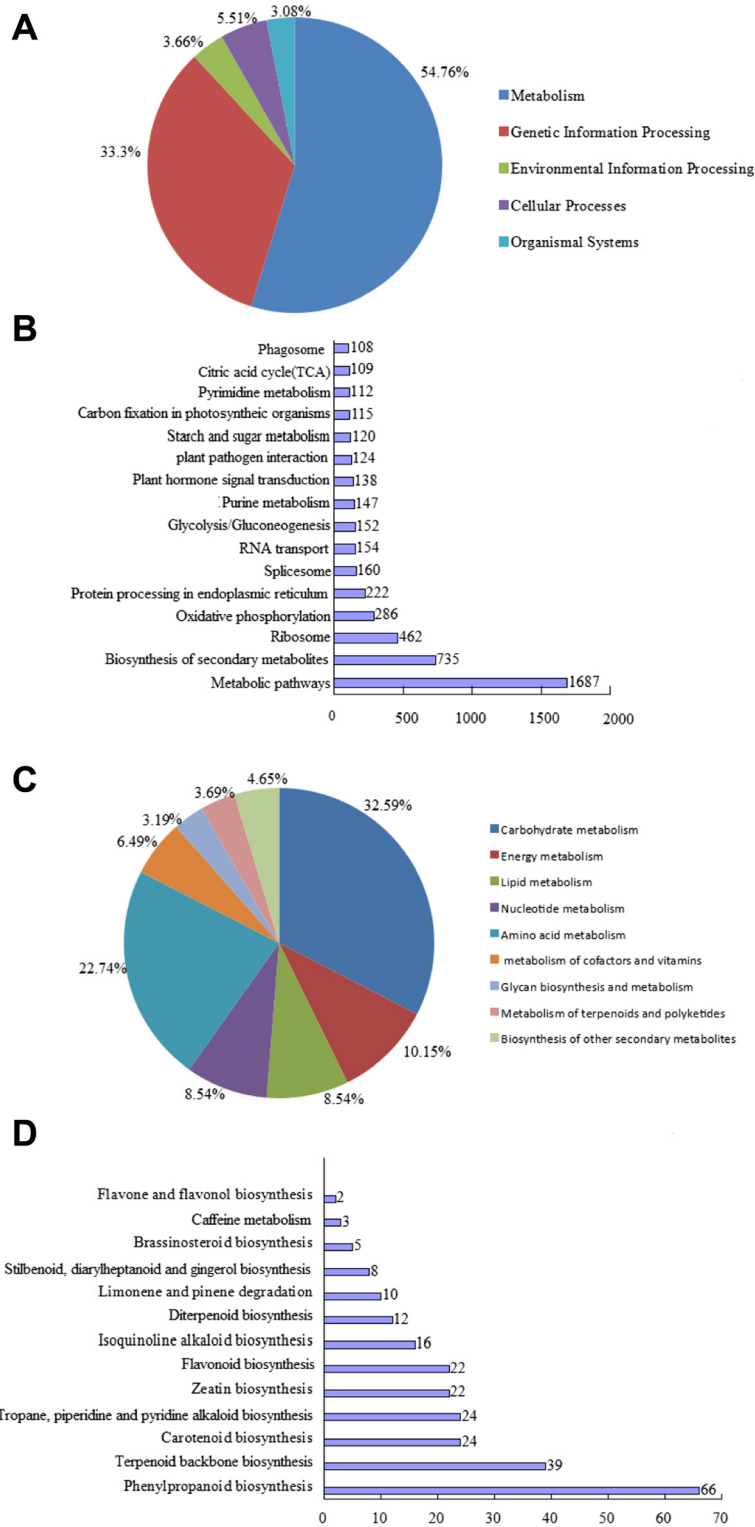 A
3.66%
5.51%
3.08%
54.76%
33.3%
Metabolism
Genetic Information Processing
Environmental Information Processing
Cellular Processes
Organismal Systems
B
Phagosome 108
Citric acid cycle(TCA) 109
Pyrimidine metabolism 112
Carbon fixation in photosyntheic organisms 115
Starch and sugar metabolism 120
plant pathogen interaction 124
Plant hormone signal transduction 138
Purine metabolism 147
Glycolysis/Gluconeogenesis 152
RNA transport 154
Splicesome 160
Protein processing in endoplasmic reticulum 222
Oxidative phosphorylation 286
Ribosome 462
Biosynthesis of secondary metabolites 735
Metabolic pathways 1687
0 500 1000 1500 2000
C
4.65%
3.69%
3.19%
6.49%
32.59%
22.74%
10.15%
8.54%
8.54%
Carbohydrate metabolism
Energy metabolism
Lipid metabolism
Nucleotide metabolism
Amino acid metabolism
metabolism of cofactors and vitamins
Glycan biosynthesis and metabolism
Metabolism of terpenoids and polyketides
Biosynthesis of other secondary metabolites
D
Flavone and flavonol biosynthesis 2
Caffeine metabolism 3
Brassinosteroid biosynthesis 5
Stilbenoid, diarylheptanoid and gingerol biosynthesis 8
Limonene and pinene degradation 10
Diterpenoid biosynthesis 12
Isoquinoline alkaloid biosynthesis 16
Flavonoid biosynthesis 22
Zeatin biosynthesis 22
Tropane, piperidine and pyridine alkaloid biosynthesis 24
Carotenoid biosynthesis 24
Terpenoid backbone biosynthesis 39
Phenylpropanoid biosynthesis 66
0 10 20 30 40 50 60 70